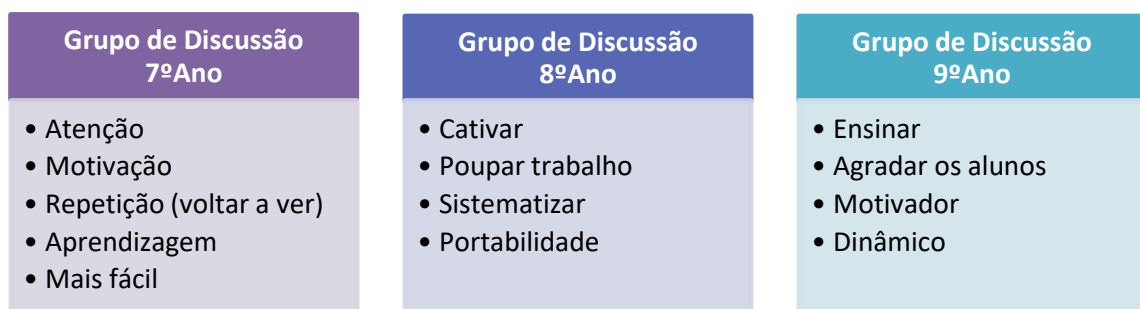 Grupo de Discussão
7ºAno
• Atenção
• Motivação
• Repetição (voltar a ver)
• Aprendizagem
• Mais fácil
Grupo de Discussão
8ºAno
• Cativar
• Poupar trabalho
• Sistematizar
• Portabilidade
Grupo de Discussão
9ºAno
• Ensinar
• Agradar os alunos
• Motivador
• Dinâmico